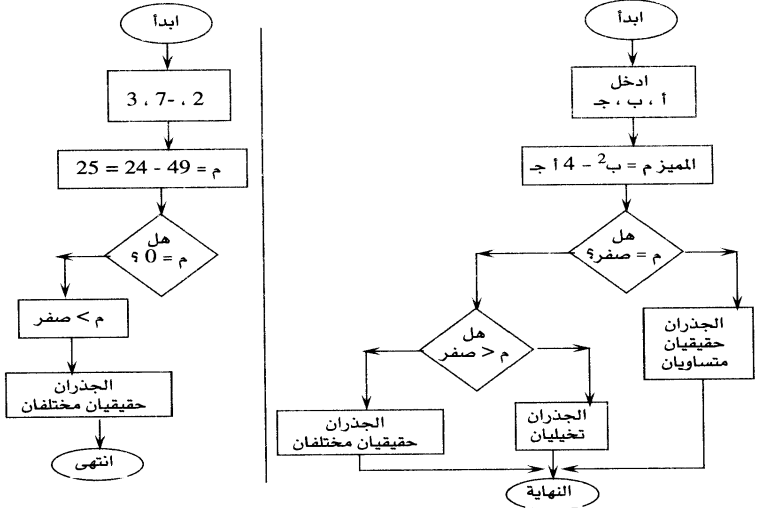 ابدأ
ادخل
أ ، ب ، جـ
المميز م = ب² – 4 أ جـ
هل
م = صفر؟
الجذران
حقيقيان
متساويان
هل
م < صفر
الجذران
تخيليان
الجذران
حقيقيان مختلفان
النهاية
ابدأ
2 ، -7 ، 3
م = 49 - 24 = 25
هل
م = 0 ؟
م > صفر
الجذران
حقيقيان مختلفان
انتهى